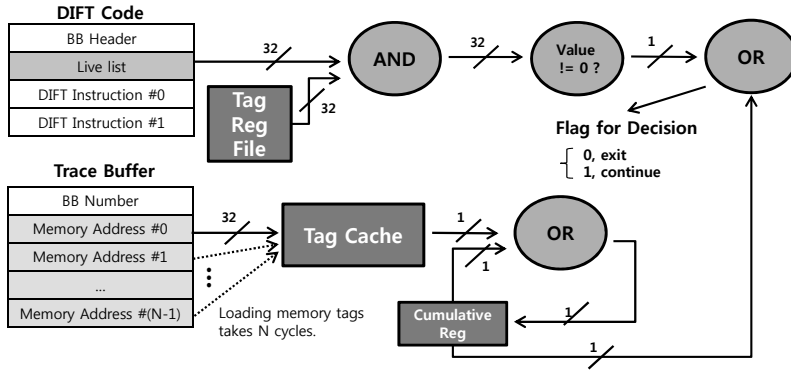 DIFT Code
BB Header
Live list
DIFT Instruction #0
DIFT Instruction #1
32
Tag
Reg
File
32
AND
32
Value
!= 0 ?
1
OR
Flag for Decision
0, exit
1, continue
Trace Buffer
BB Number
Memory Address #0
Memory Address #1
...
Memory Address #(N-1)
32
Tag Cache
Loading memory tags
takes N cycles.
1
1
OR
Cumulative
Reg
1
1